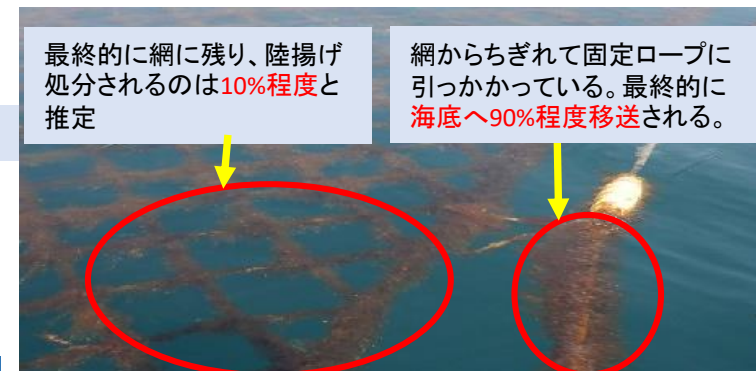 最終的に網に残り、陸揚げ
処分されるのは10%程度と
推定
網からちぎれて固定ロープに
引っかかっている。最終的に
海底へ90%程度移送される。